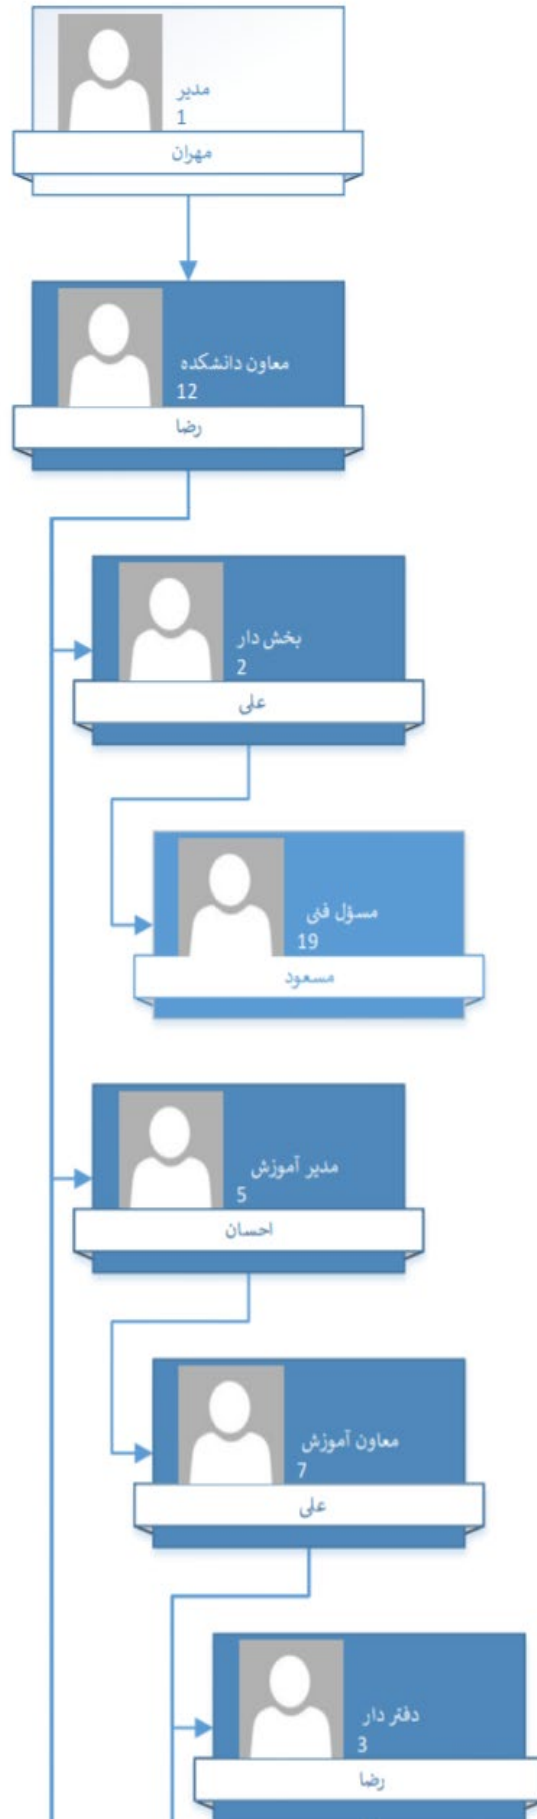 مدیر
1
مهران
معاون دانشکده
12
رضا
بخش دار
2
علی
مسؤل فنی
19
مسعود
مدیر آموزش
5
احسان
معاون آموزش
7
علی
دفتر دار
3
رضا